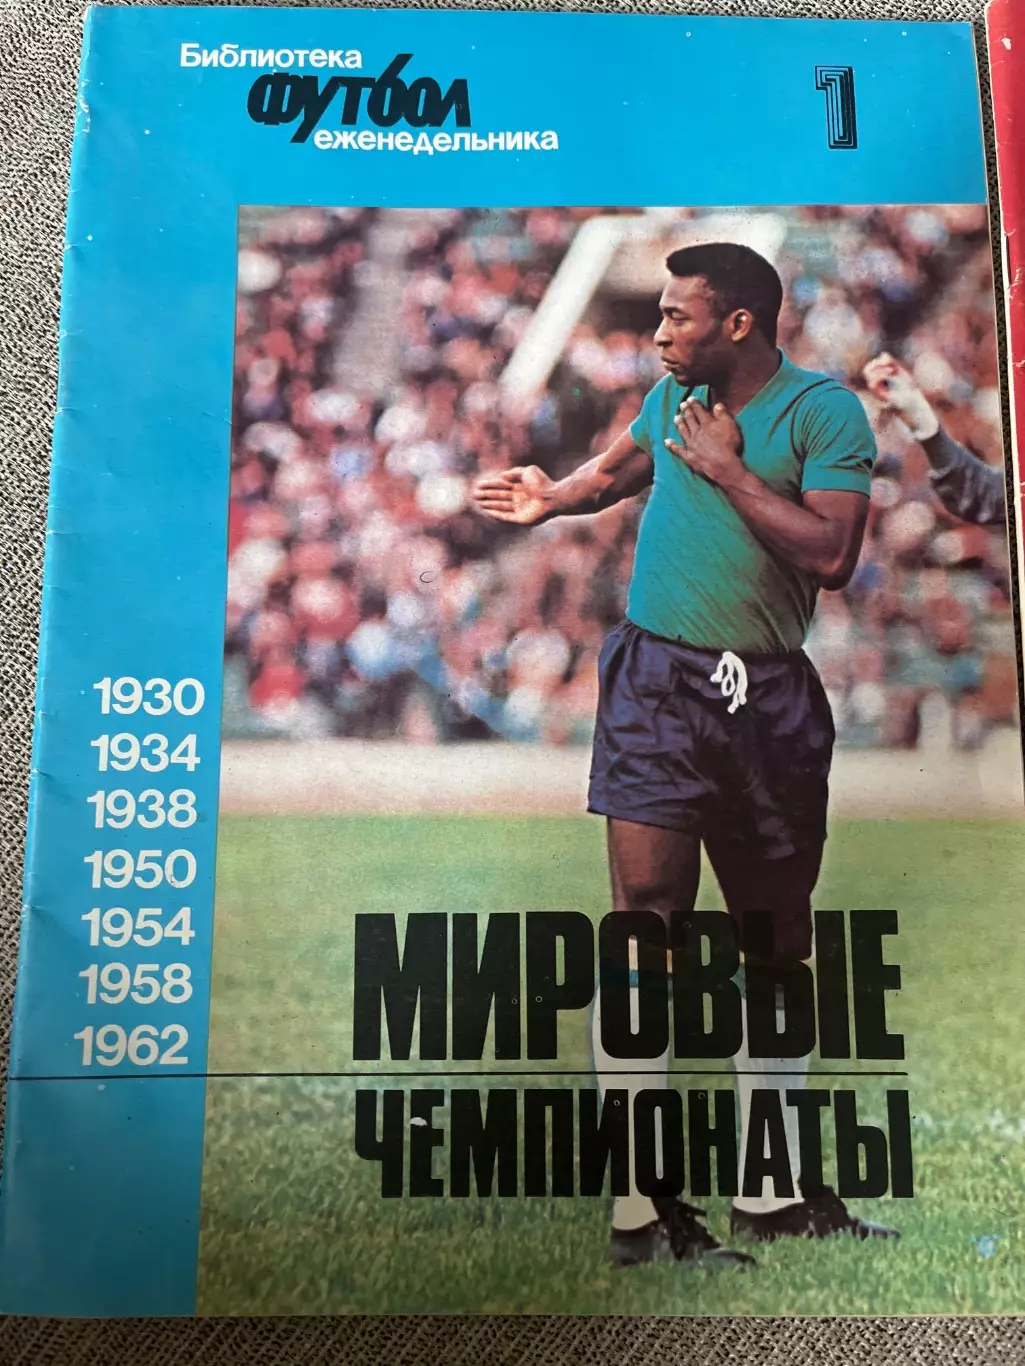 Библиотека
футбол
еженедельника
1
1930
1934
1938
1950
1954
1958
1962
МИРОВЫЕ
ЧЕМПИОНАТЫ